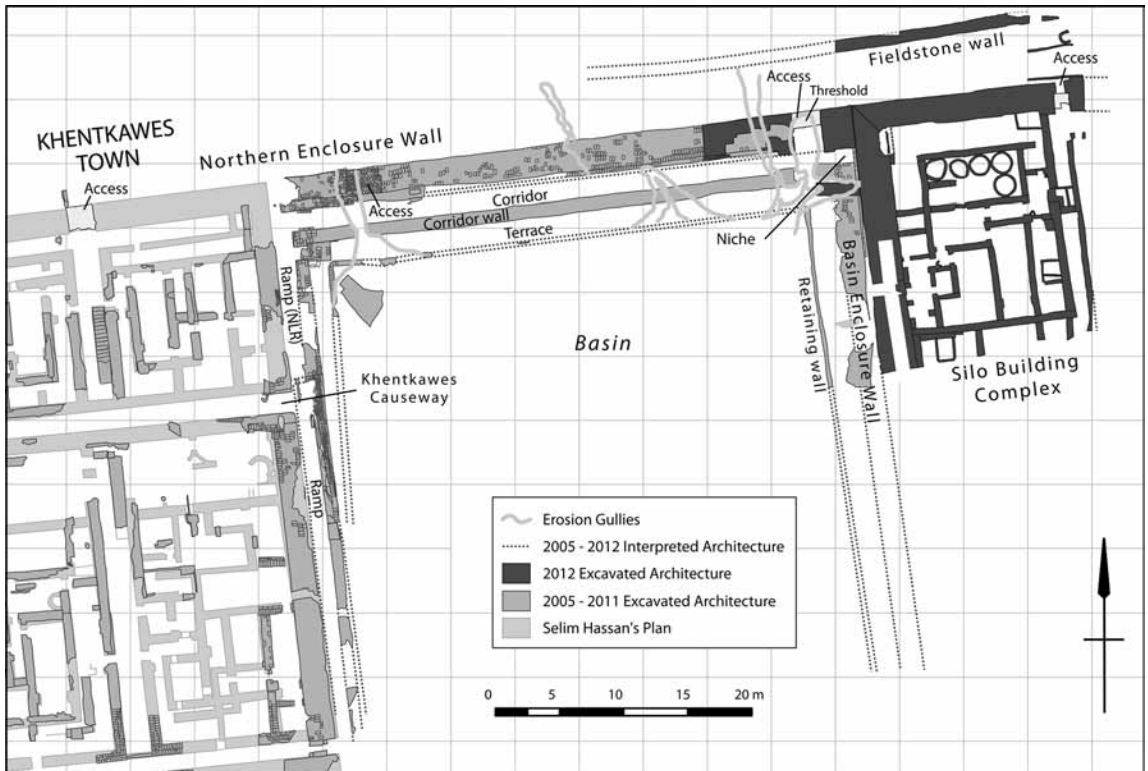 Fieldstone wall
Access
Access
Threshold
KHENTKAWES
TOWN
Northern Enclosure Wall
Access
Access
Corridor
Corridor wall
Terrace
Niche
Ramp (NLR)
Basin
Retaining wall
Basin Enclosure Wall
Silo Building
Complex
Khentkawes
Causeway
Ramp
Erosion Gullies
2005 - 2012 Interpreted Architecture
2012 Excavated Architecture
2005 - 2011 Excavated Architecture
Selim Hassan's Plan
0 5 10 15 20 m